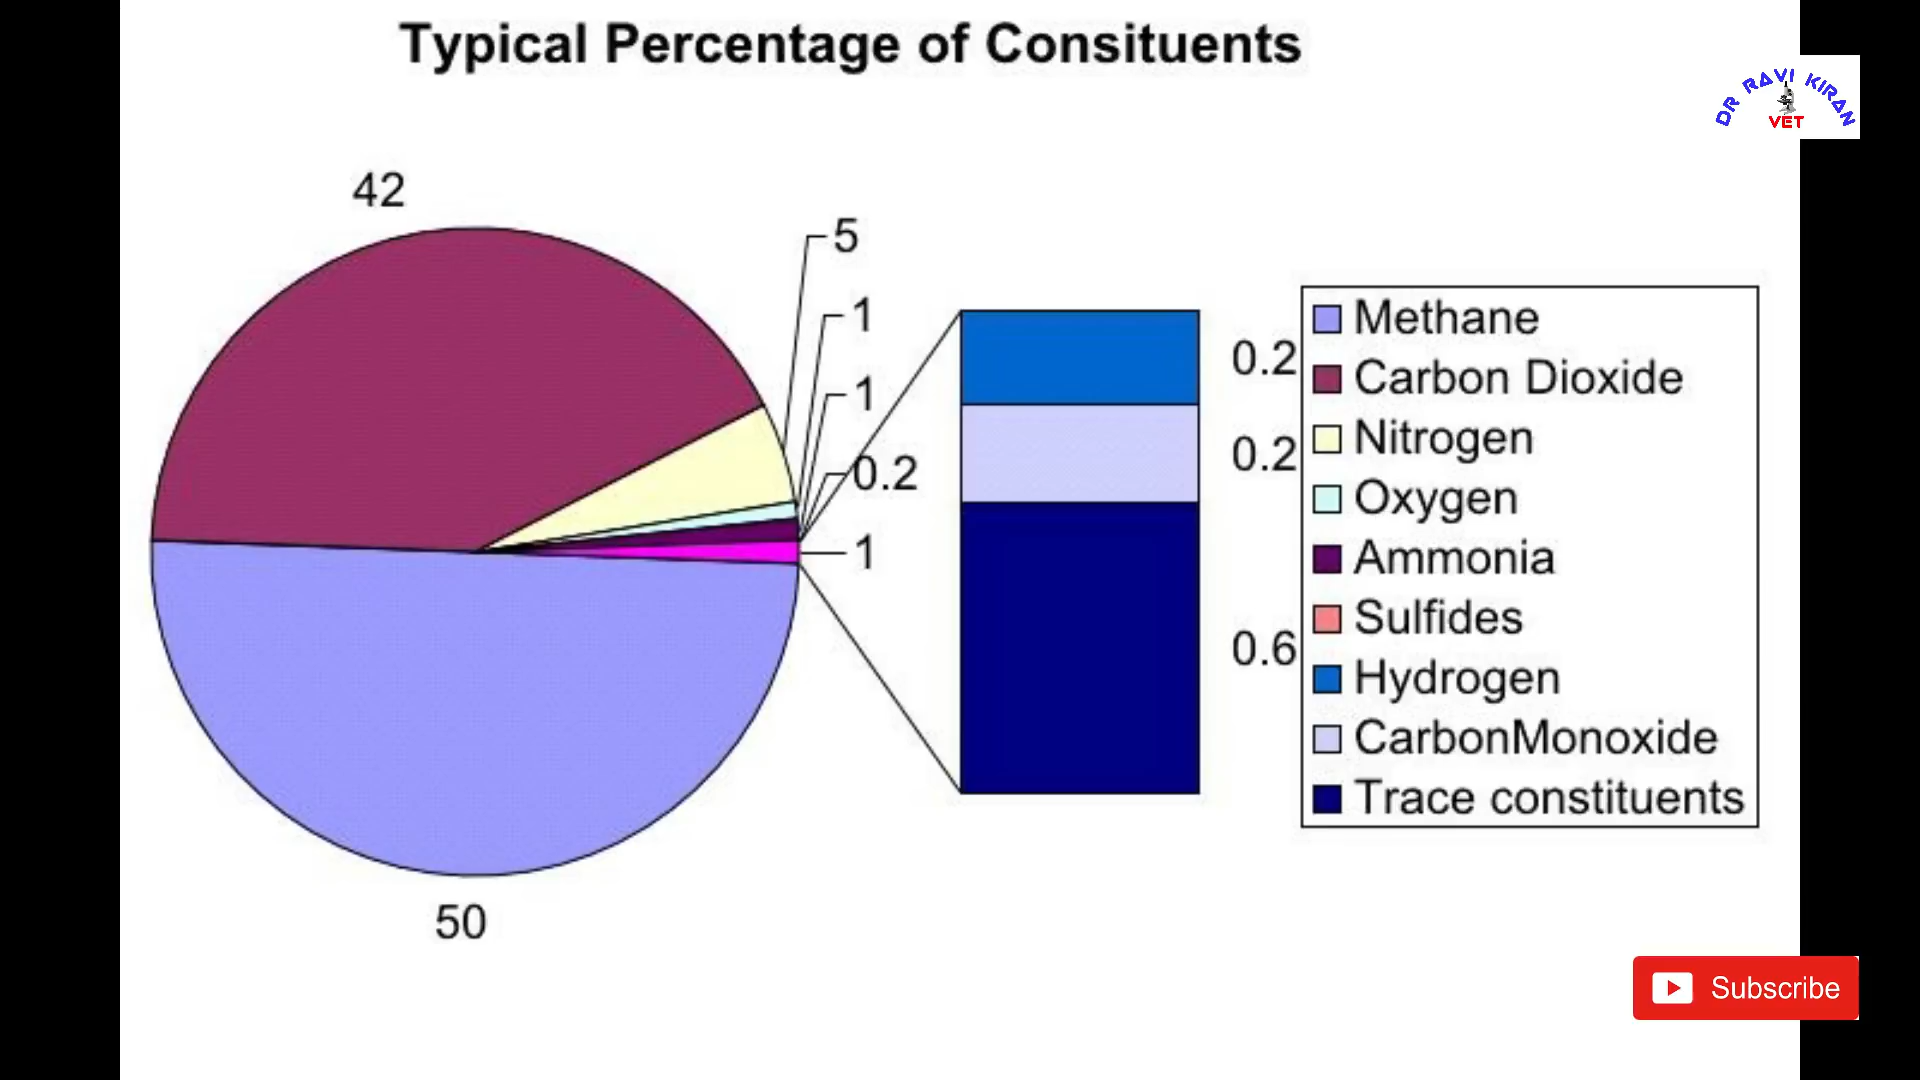 Typical Percentage of Consituents
DR RAVI KIRAN
VET
42
5
1
1
0.2
1
50
0.2
0.2
0.6
Methane
Carbon Dioxide
Nitrogen
Oxygen
Ammonia
Sulfides
Hydrogen
CarbonMonoxide
Trace constituents
Subscribe